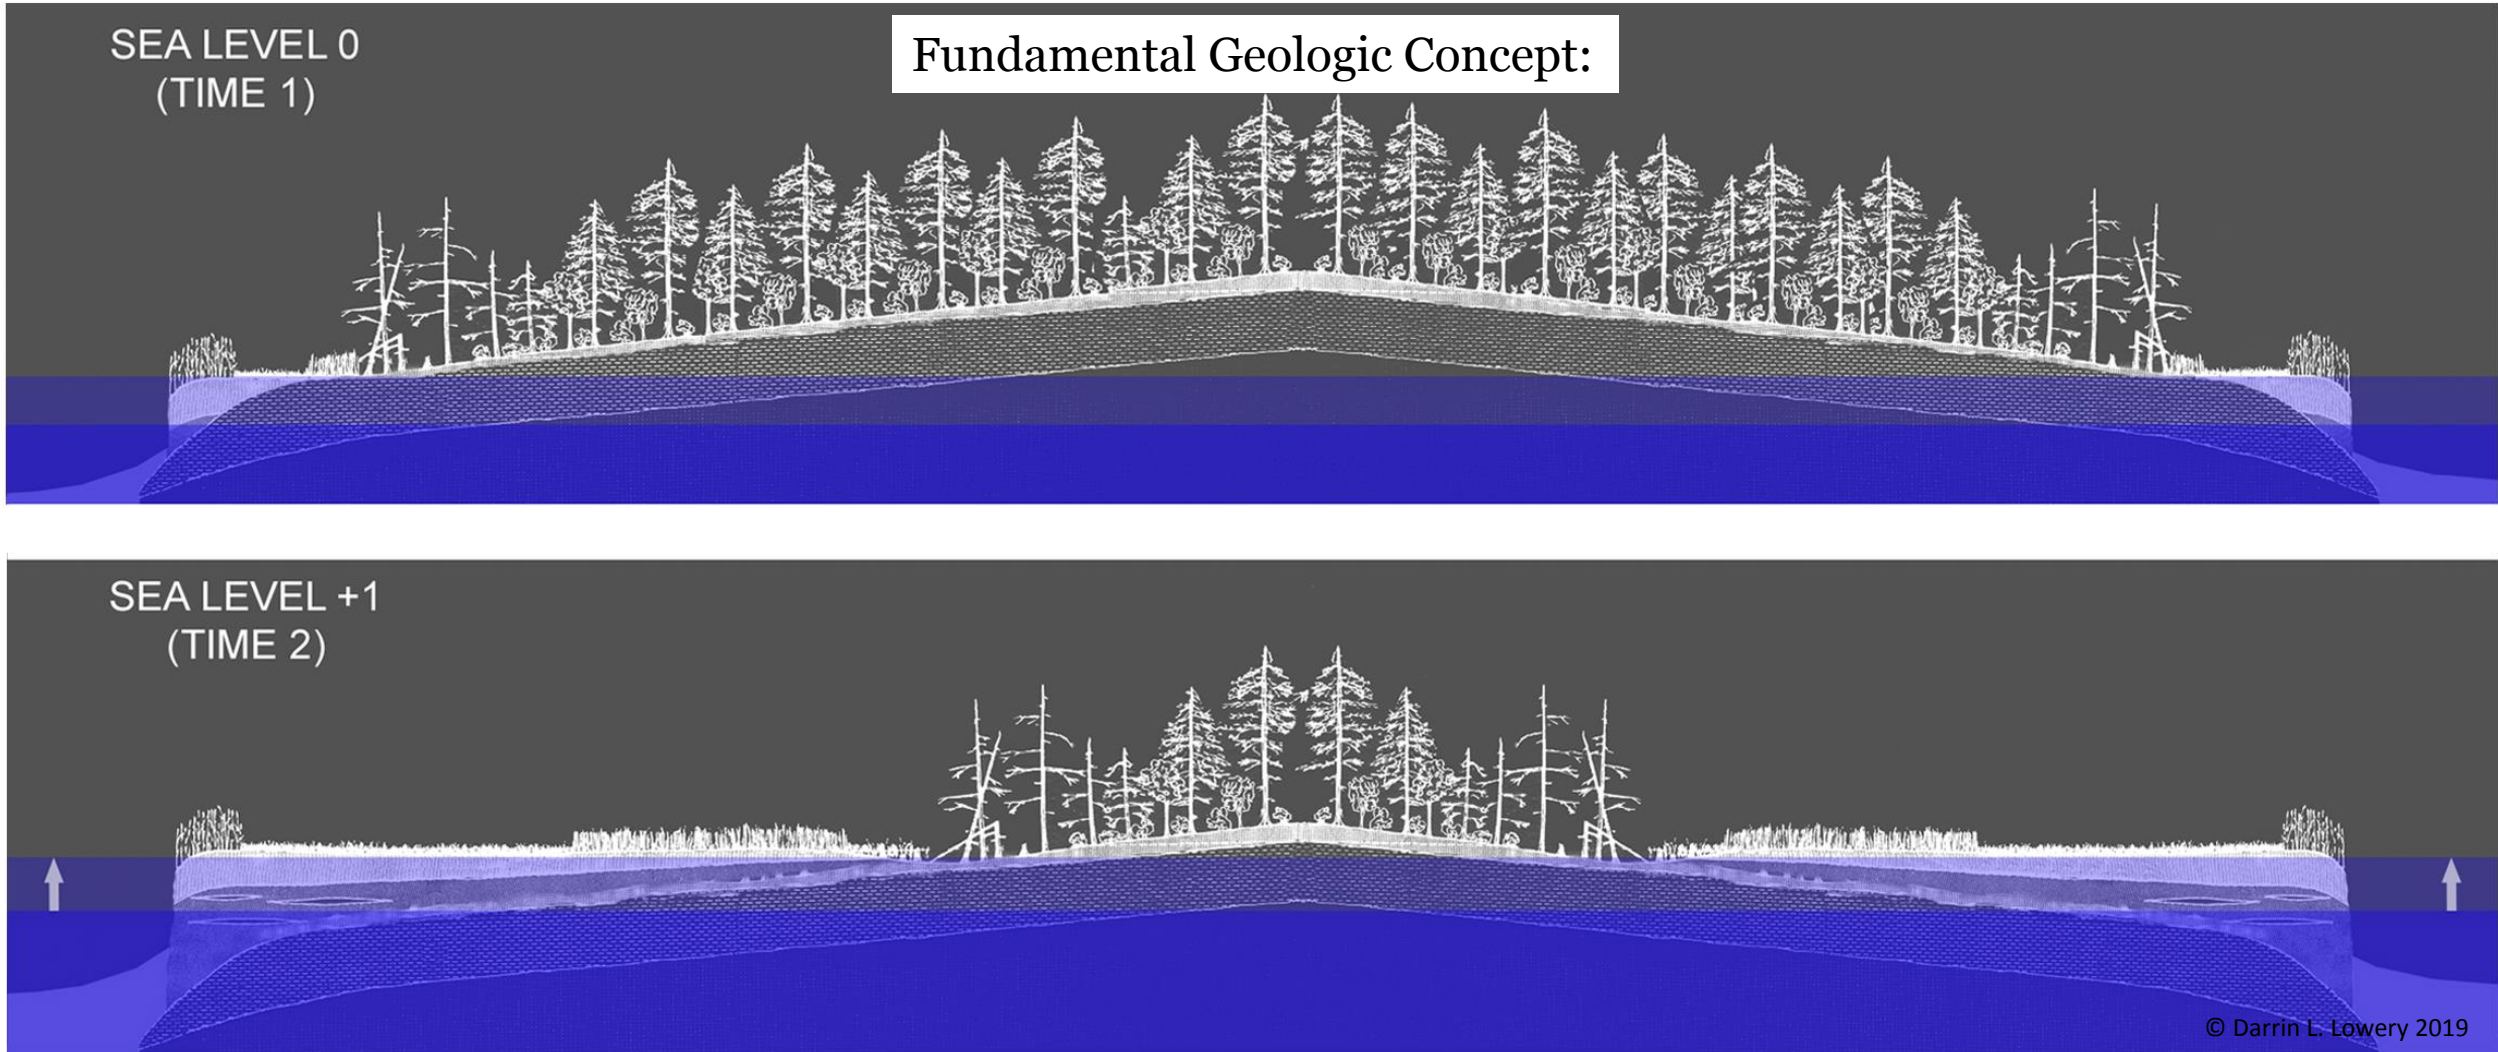 Fundamental Geologic Concept:
SEA LEVEL 0
(TIME 1)
SEA LEVEL +1
(TIME 2)
© Darrin L. Lowery 2019